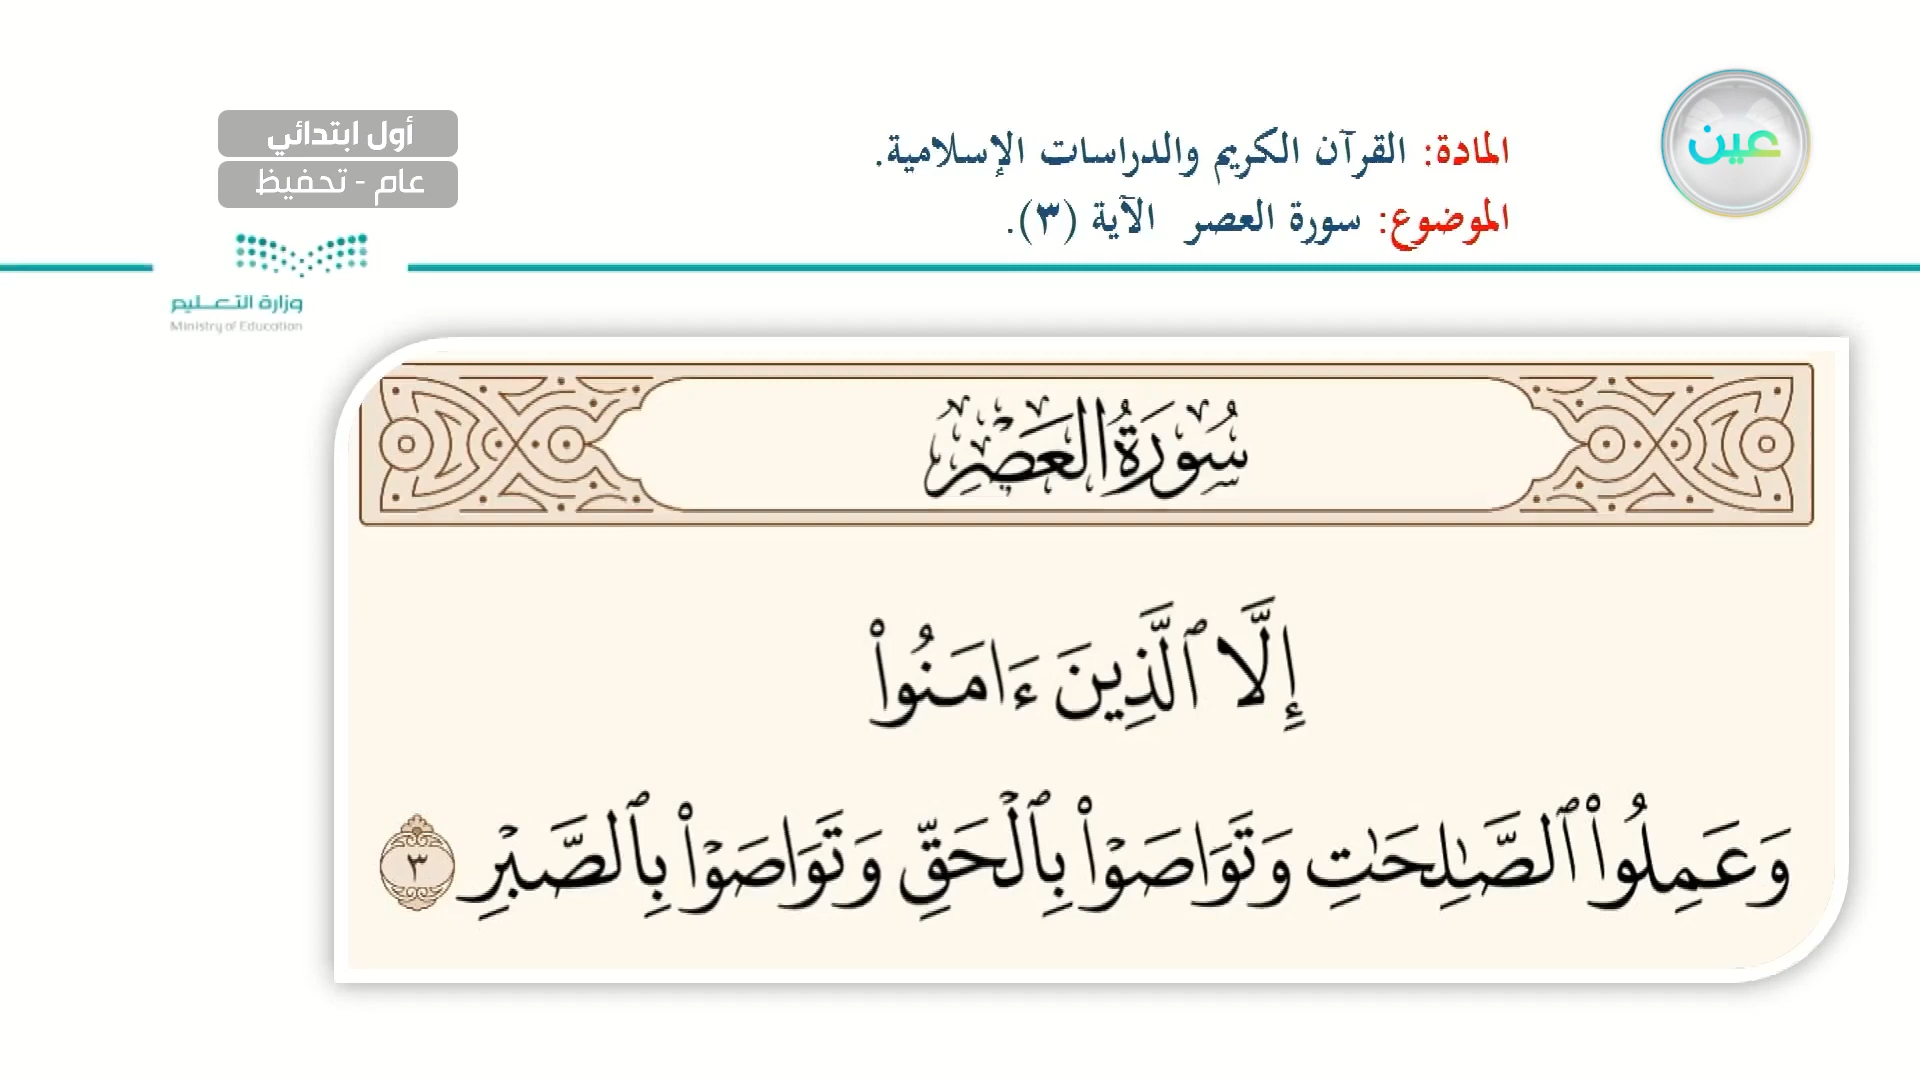 عين
المادة: القرآن الكريم والدراسات الإسلامية.
الموضوع: سورة العصر الآية (٣).
أول ابتدائي
عام - تحفيظ
وزارة التعليم
Ministry of Education
سُورَةُ العَصْرِ
إِلَّا ٱلَّذِينَ ءَامَنُوا۟
وَعَمِلُوا۟ ٱلصَّـٰلِحَـٰتِ وَتَوَاصَوْا۟ بِٱلْحَقِّ وَتَوَاصَوْا۟ بِٱلصَّبْرِ ٣